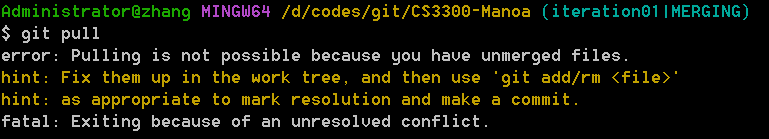 Administrator@zhang MINGW64 /d/codes/git/CS3300-Manoa (iteration01|MERGING)
$ git pull
error: Pulling is not possible because you have unmerged files.
hint: Fix them up in the work tree, and then use 'git add/rm <file>'
hint: as appropriate to mark resolution and make a commit.
fatal: Exiting because of an unresolved conflict.